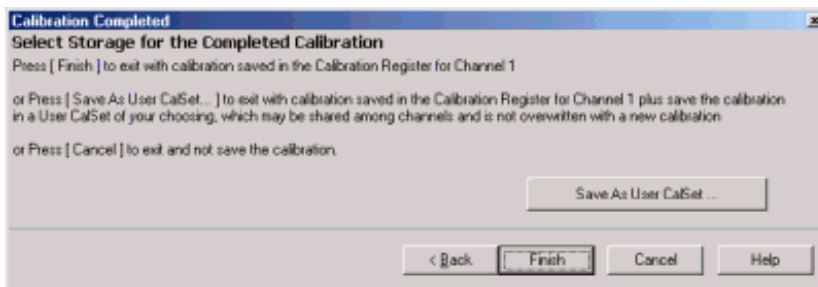 Calibration Completed
Select Storage for the Completed Calibration
Press [ Finish ] to exit with calibration saved in the Calibration Register for Channel 1
or Press [ Save As User CalSet... ] to exit with calibration saved in the Calibration Register for Channel 1 plus save the calibration
in a User CalSet of your choosing, which may be shared among channels and is not overwritten with a new calibration
or Press [ Cancel ] to exit and not save the calibration.
Save As User CalSet ...
< Back Finish Cancel Help